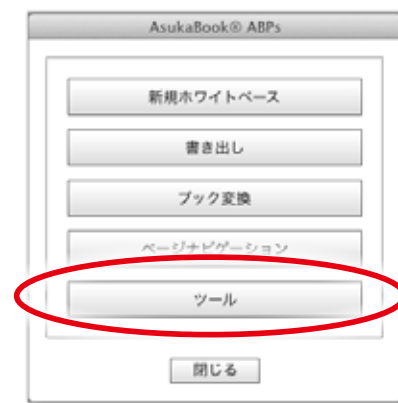 AsukaBook® ABPs
新規ホワイトベース
書き出し
ブック変換
ページナビゲーション
ツール
閉じる